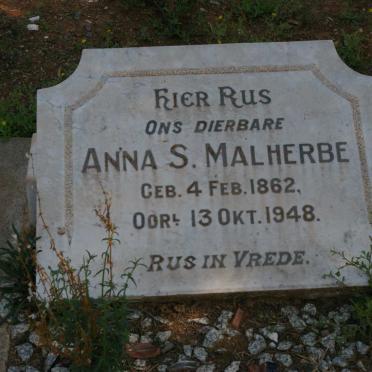 Hier Rus
Ons dierbare
Anna S. Malherbe
Geb. 4 Feb. 1862,
Oorl 13 Okt. 1948.
Rus in Vrede.